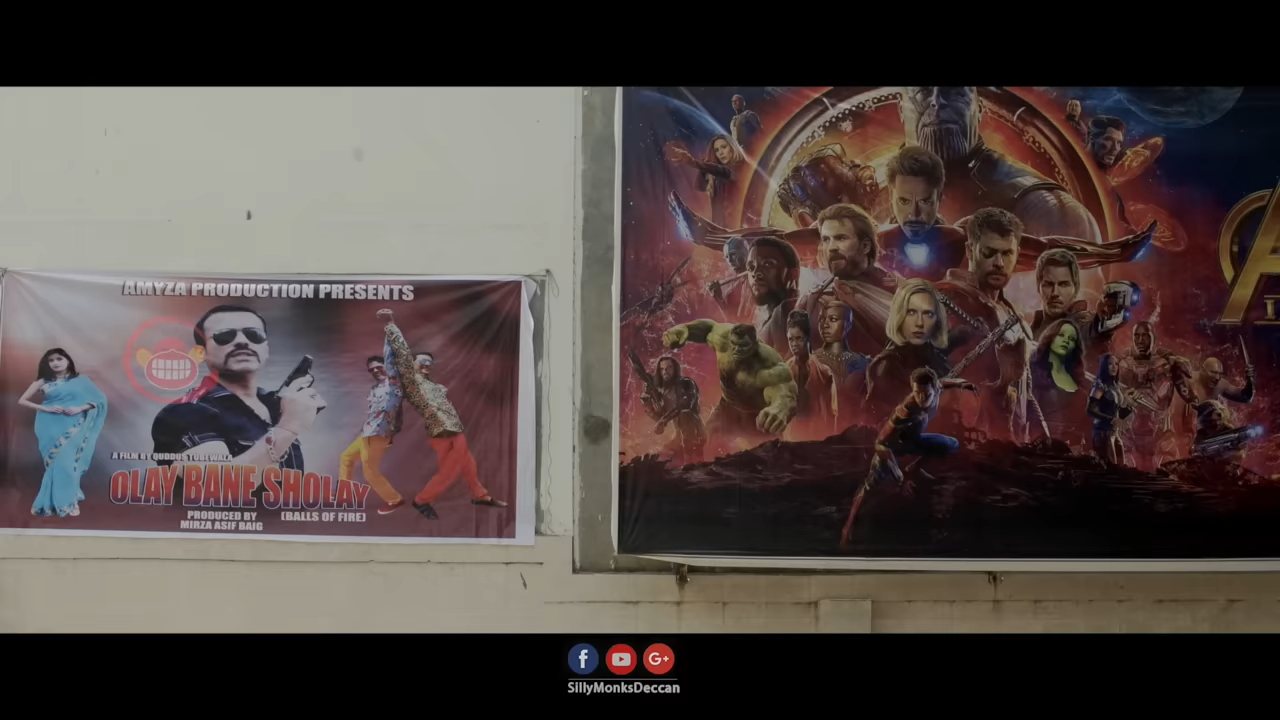 AMYZA PRODUCTION PRESENTS
A FILM BY QUDDUS TUBEWALA
OLAY BANE SHOLAY
(BALLS OF FIRE)
PRODUCED BY
MIRZA ASIF BAIG
A
f
G+
SillyMonksDeccan